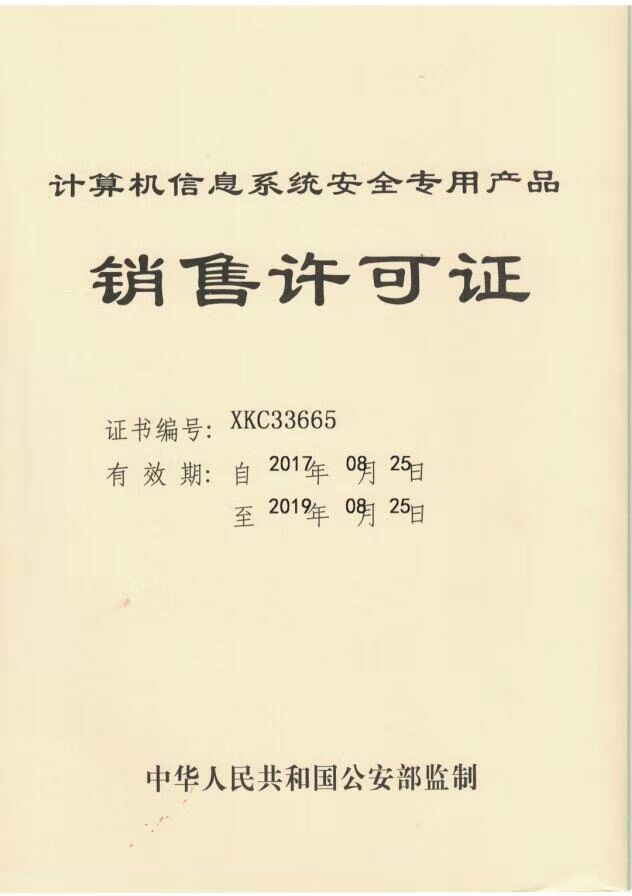 计算机信息系统安全专用产品
销售许可证
证书编号: XKC33665
有效期: 自 2017年 08月 25日
至 2019年 08月 25日
中华人民共和国公安部监制